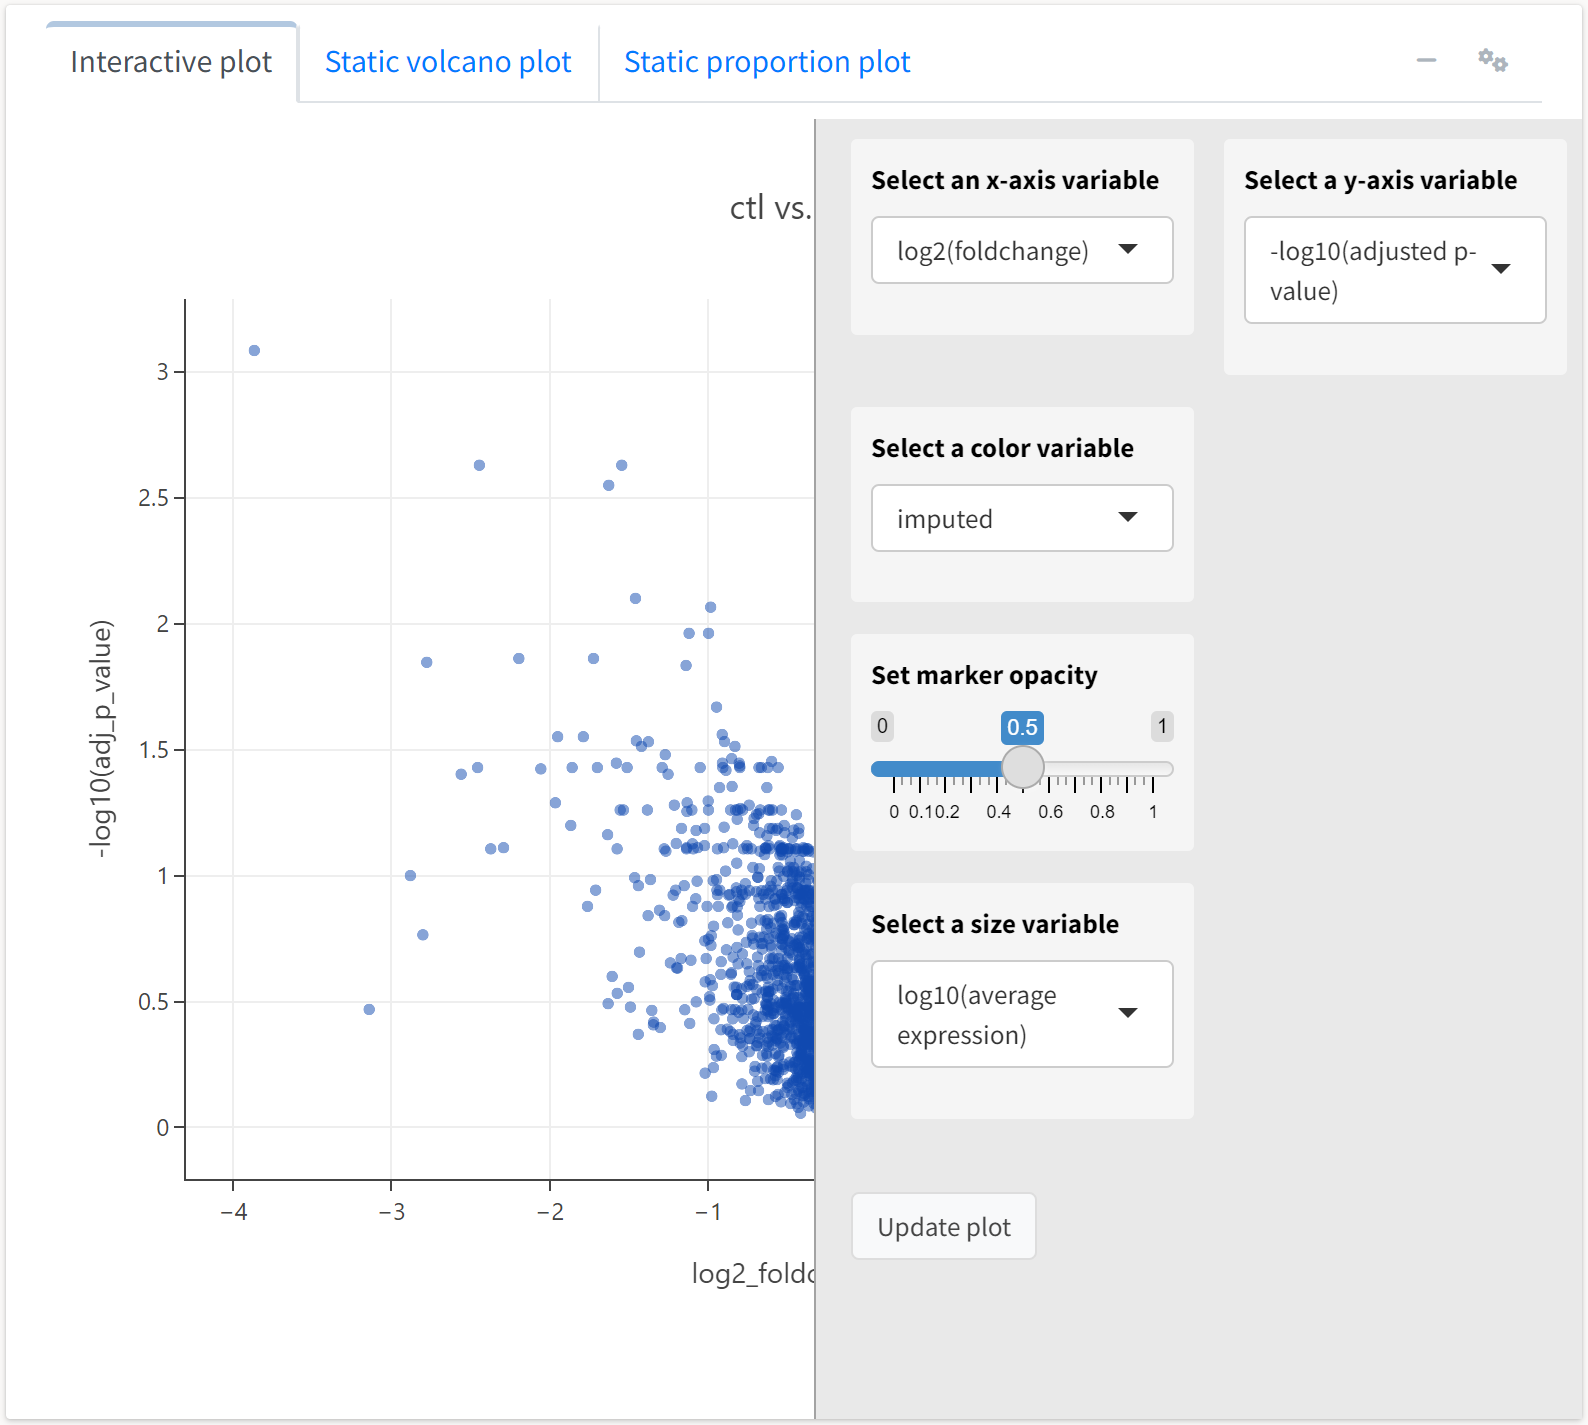 Interactive plot
Static volcano plot
Static proportion plot
ctl vs.
3
2.5
2
1.5
1
0.5
0
-log10(adj_p_value)
−4
−3
−2
−1
log2_foldc
Select an x-axis variable
log2(foldchange)
Select a y-axis variable
-log10(adjusted p-
value)
Select a color variable
imputed
Set marker opacity
0
0.5
1
0 0.1 0.2 0.4 0.6 0.8 1
Select a size variable
log10(average
expression)
Update plot